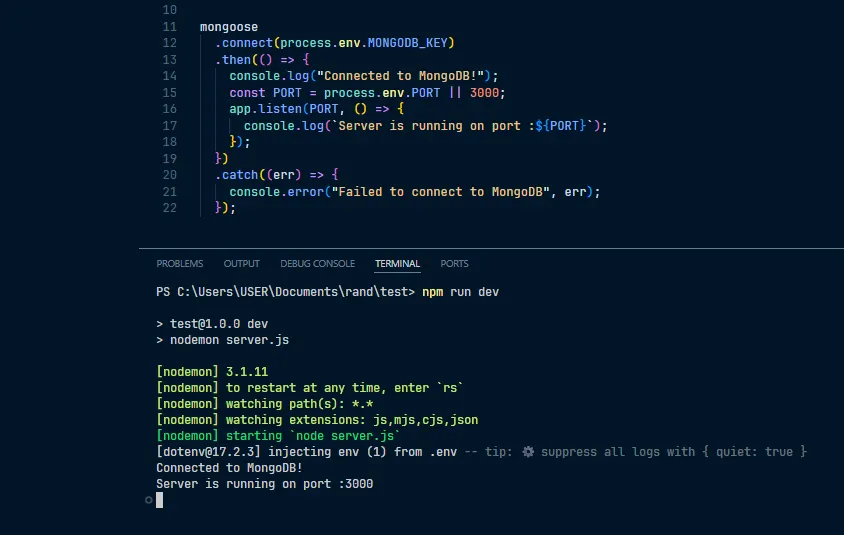 10
11 mongoose
12 .connect(process.env.MONGODB_KEY)
13 .then(() => {
14 console.log("Connected to MongoDB!");
15 const PORT = process.env.PORT || 3000;
16 app.listen(PORT, () => {
17 console.log(`Server is running on port :${PORT}`);
18 });
19 })
20 .catch((err) => {
21 console.error("Failed to connect to MongoDB", err);
22 });
PROBLEMS OUTPUT DEBUG CONSOLE TERMINAL PORTS
PS C:\Users\USER\Documents\rand\test> npm run dev
> test@1.0.0 dev
> nodemon server.js
[nodemon] 3.1.11
[nodemon] to restart at any time, enter `rs`
[nodemon] watching path(s): *.*
[nodemon] watching extensions: js,mjs,cjs,json
[nodemon] starting `node server.js`
[dotenv@17.2.3] injecting env (1) from .env -- tip: ⚙️ suppress all logs with { quiet: true }
Connected to MongoDB!
Server is running on port :3000